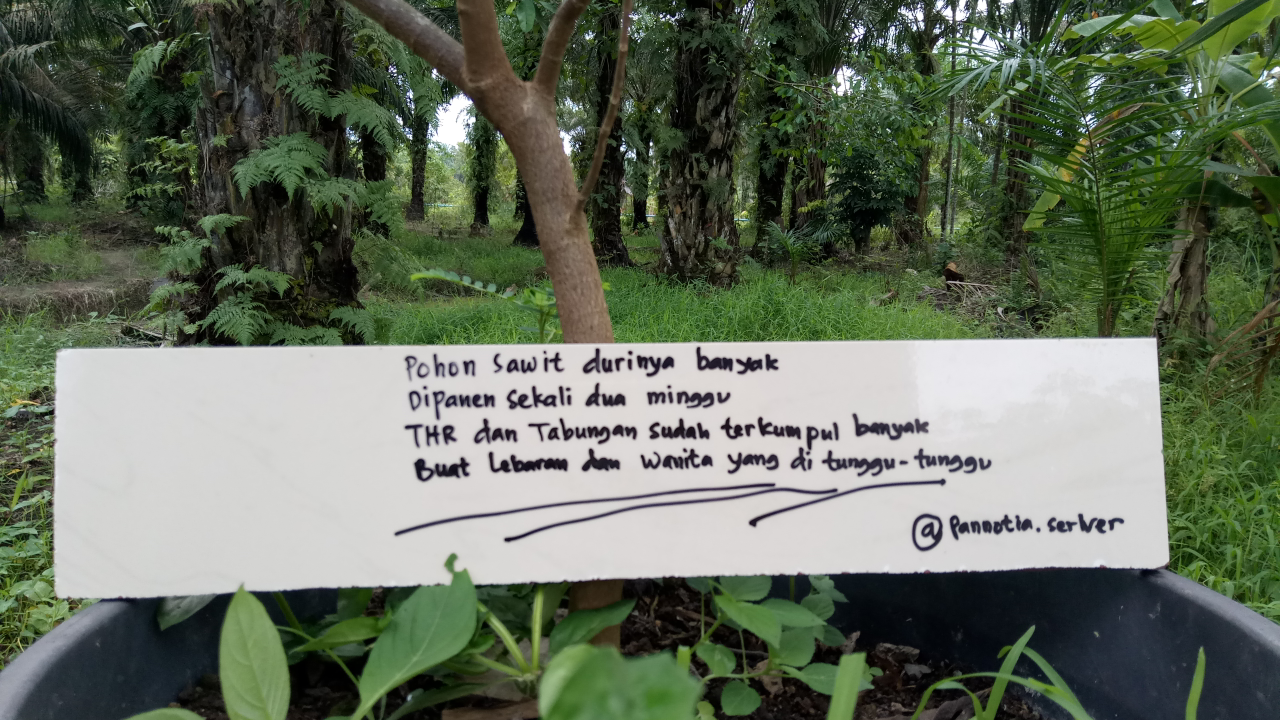 Pohon sawit durinya banyak
Dipanen sekali dua minggu
THR dan Tabungan sudah terkumpul banyak
Buat lebaran dan wanita yang di tunggu-tunggu
@pannotia.seriver